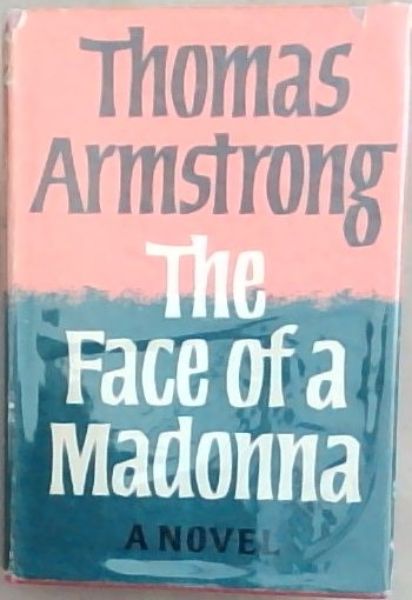 Thomas
Armstrong
The
Face of a
Madonna
A NOVEL